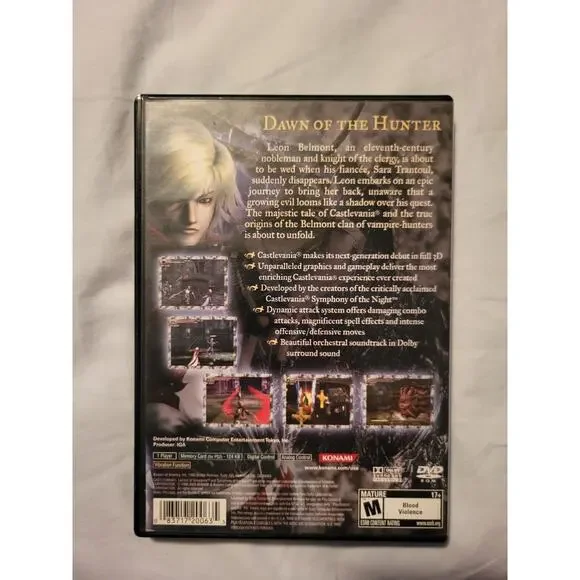 DAWN OF THE HUNTER
Leon Belmont, an eleventh-century
nobleman and knight of the clergy, is about
to be wed when his fiancée, Sara Trantoul,
suddenly disappears. Leon embarks on an epic
journey to bring her back, unaware that a
growing evil looms like a shadow over his quest.
The majestic tale of Castlevania® and the true
origins of the Belmont clan of vampire-hunters
is about to unfold.
Castlevania® makes its next-generation debut in full 3D
Unparalleled graphics and gameplay deliver the most
enriching Castlevania® experience ever created
Developed by the creators of the critically acclaimed
Castlevania® Symphony of the Night™
Dynamic attack system offers damaging combo
attacks, magnificent spell effects and intense
offensive/defensive moves
Beautiful orchestral soundtrack in Dolby
surround sound
Developed by Konami Computer Entertainment Tokyo, Inc.
Producer: IGA
1 Player
Memory Card (for PS2) - 124 KB
Digital Control
Analog Control
Vibration Function
KONAMI
www.konami.com/usa
DVD
ROM
MATURE 17+
M
Blood
Violence
ESRB CONTENT RATING www.esrb.org
8 83717 20063